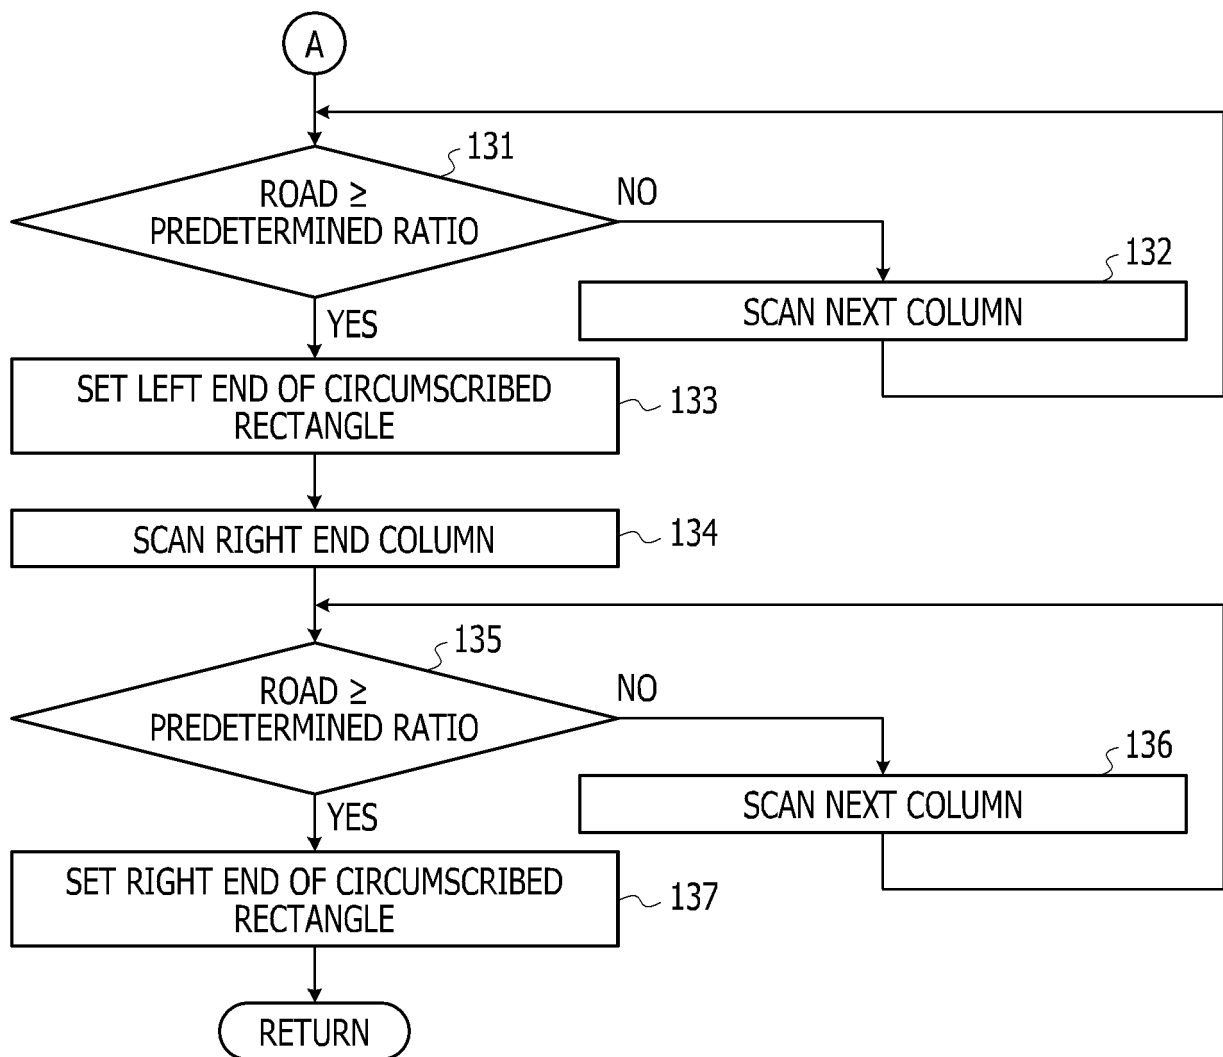 A
131
ROAD ≥
PREDETERMINED RATIO
NO
132
SCAN NEXT COLUMN
YES
SET LEFT END OF CIRCUMSCRIBED
RECTANGLE
133
SCAN RIGHT END COLUMN
134
135
ROAD ≥
PREDETERMINED RATIO
NO
136
SCAN NEXT COLUMN
YES
SET RIGHT END OF CIRCUMSCRIBED
RECTANGLE
137
RETURN